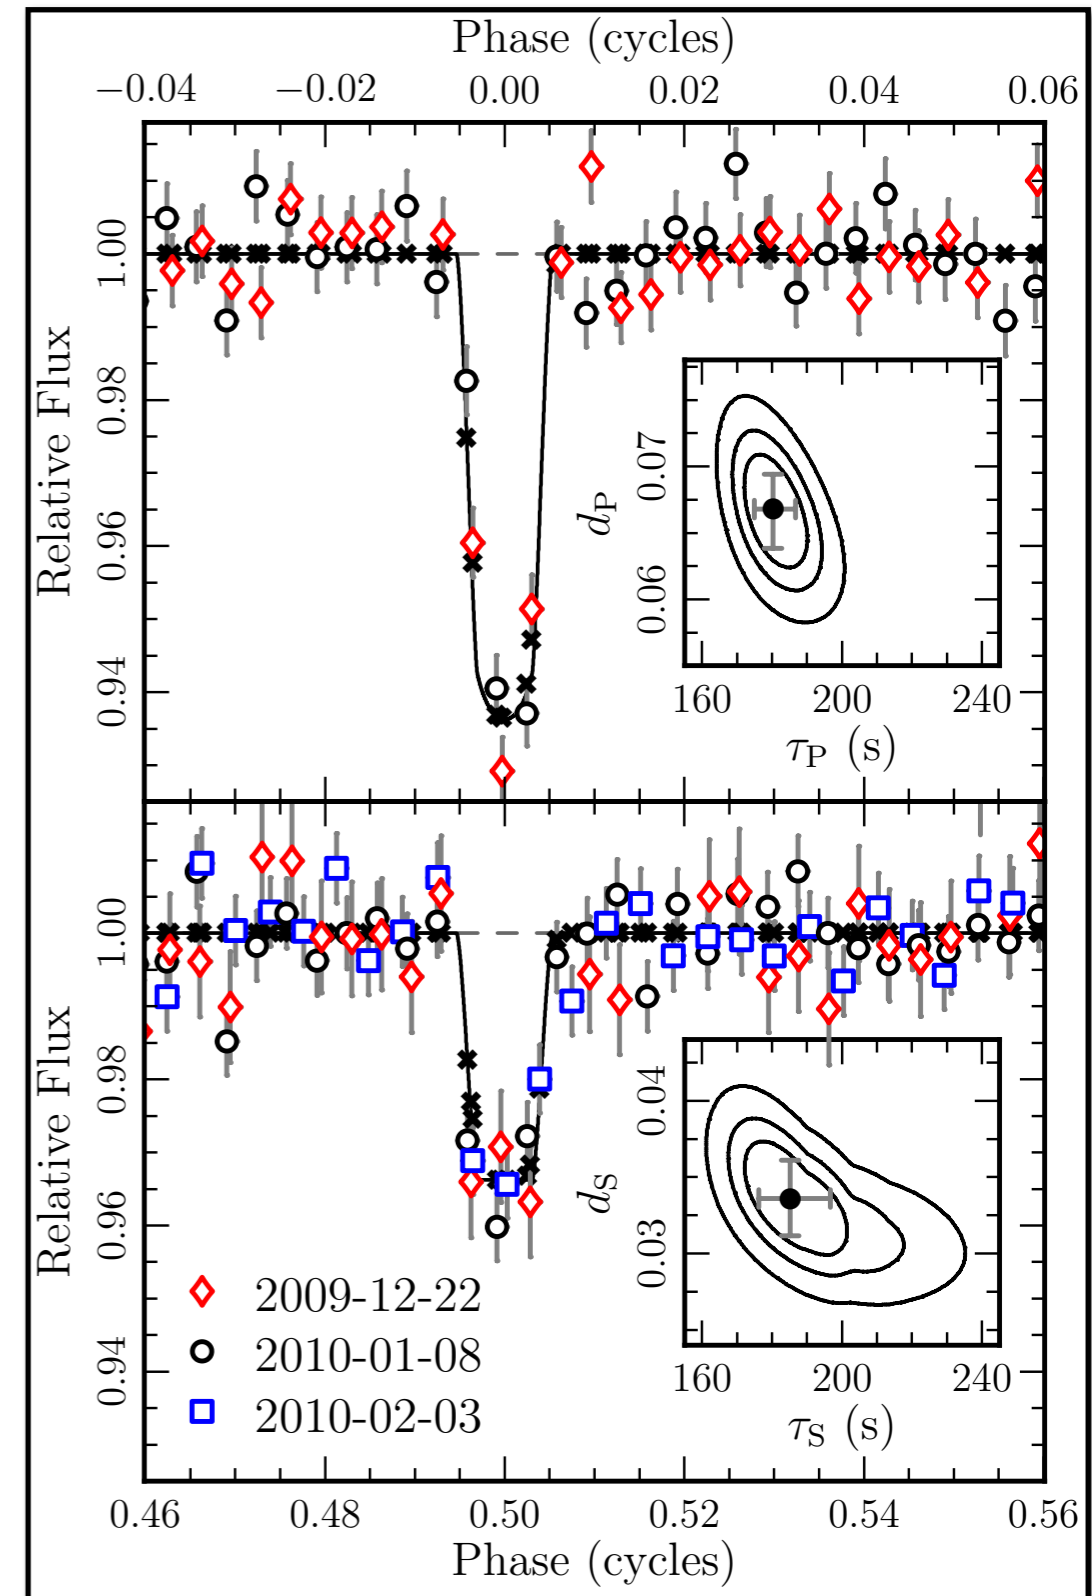 Phase (cycles)
−0.04 −0.02 0.00 0.02 0.04 0.06
Relative Flux
1.00
0.98
0.96
0.94
d_P
0.07
0.06
160 200 240
τ_P (s)
Relative Flux
1.00
0.98
0.96
0.94
d_S
0.04
0.03
160 200 240
τ_S (s)
2009-12-22
2010-01-08
2010-02-03
0.46 0.48 0.50 0.52 0.54 0.56
Phase (cycles)